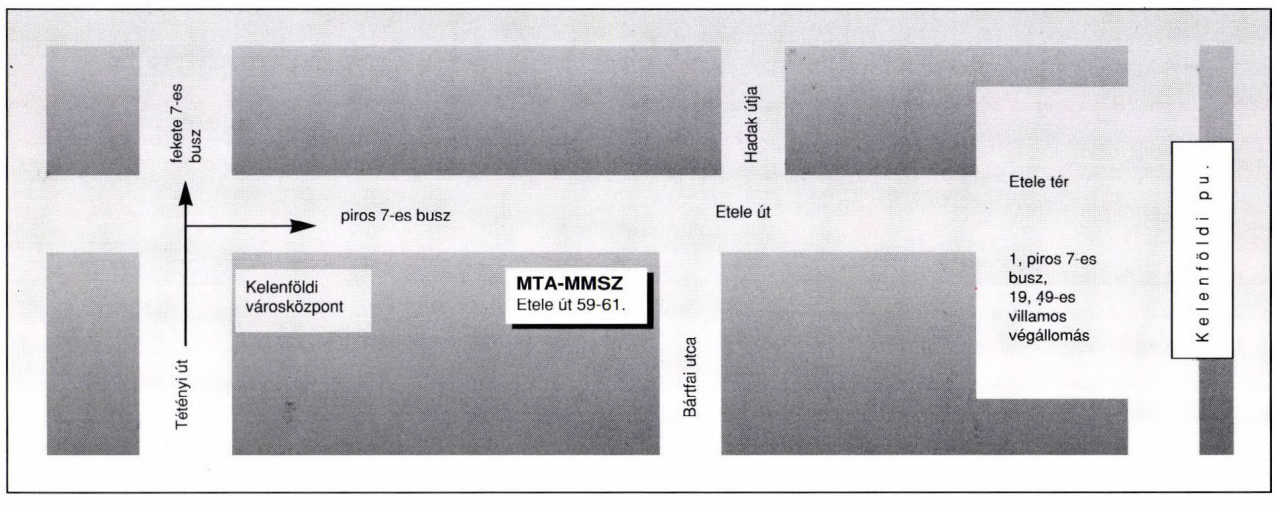 fekete 7-es
busz
Hadak útja
Etele tér
Kelenföldi pu.
piros 7-es busz
Etele út
Kelenföldi
városközpont
MTA-MMSZ
Etele út 59-61.
1, piros 7-es
busz,
19, 49-es
villamos
végállomás
Tétényi út
Bártfai utca